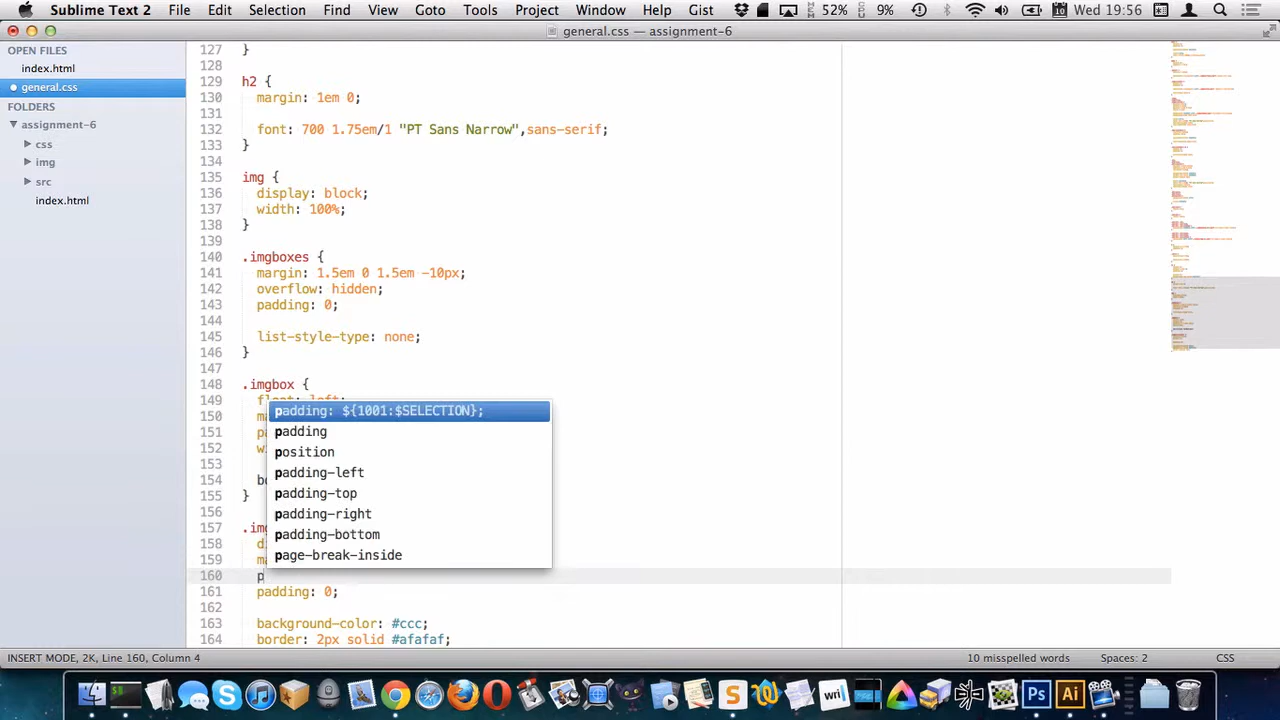 Sublime Text 2 File Edit Selection Find View Goto Tools Project Window Help Gist 52% 9% 10 Wed 19:56
general.css — assignment-6
OPEN FILES
index.html
general.css
FOLDERS
assignment-6
css
img
src
index.html
127 }
128
129 h2 {
130 margin: 1em 0;
131
132 font: 700 1.75em/1 "PT Sans Narrow",sans-serif;
133 }
134
135 img {
136 display: block;
137 width: 100%;
138 }
139
140 .imgboxes {
141 margin: 1.5em 0 1.5em -10px;
142 overflow: hidden;
143 padding: 0;
144
145 list-style-type: none;
146 }
147
148 .imgbox {
149 float: left;
150
151
152
153
154
155 }
156
157
158
159
160 p
161 padding: 0;
162
163 background-color: #ccc;
164 border: 2px solid #afafaf;
padding: ${1001:$SELECTION};
padding
position
padding-left
padding-top
padding-right
padding-bottom
page-break-inside
INSERT MODE, 2K, Line 160, Column 4
10 misspelled words
Spaces: 2
CSS
wri
Ps
Ai